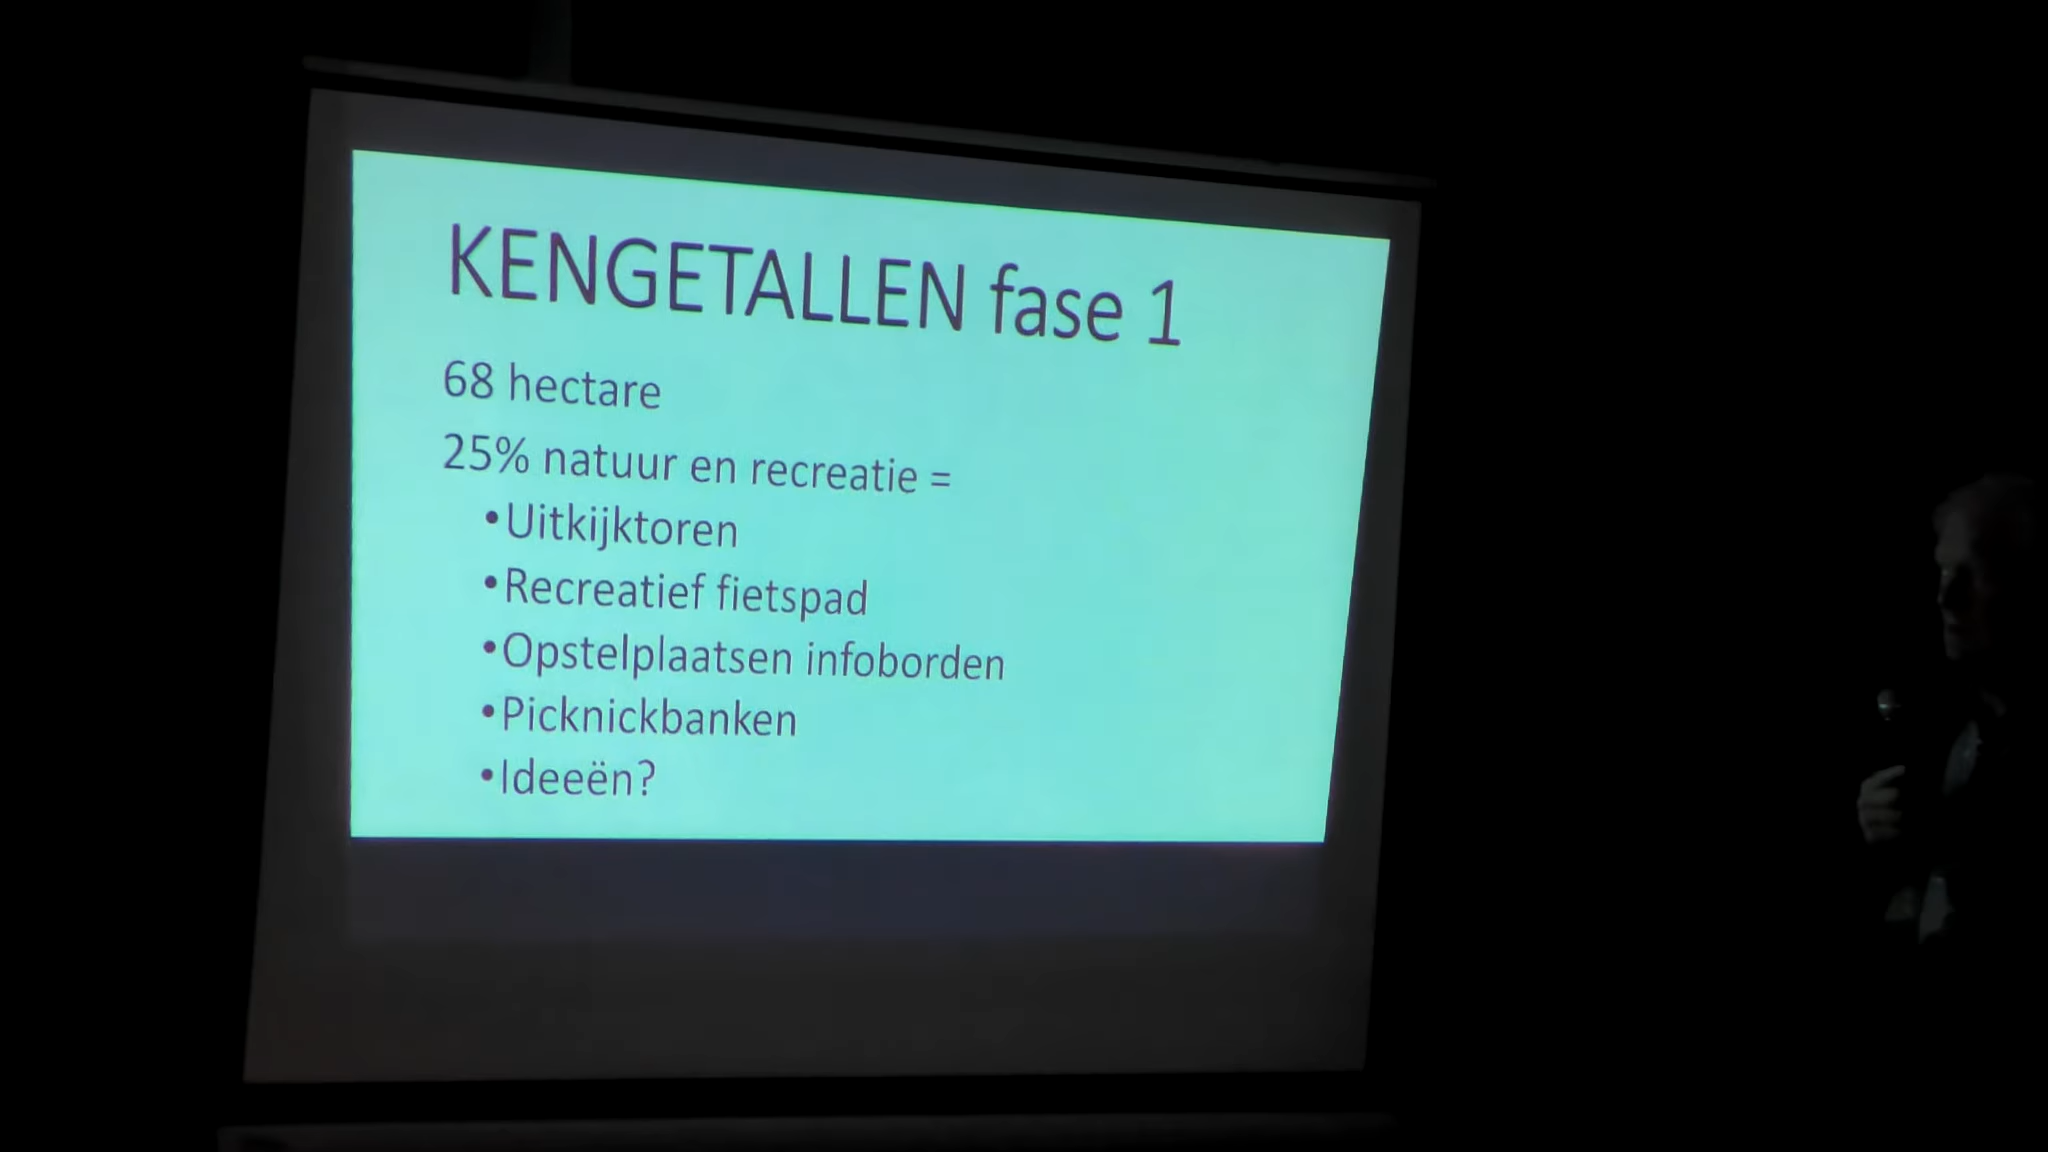 KENGETALLEN fase 1
68 hectare
25% natuur en recreatie =
•Uitkijktoren
•Recreatief fietspad
•Opstelplaatsen infoborden
•Picknickbanken
•Ideeën?